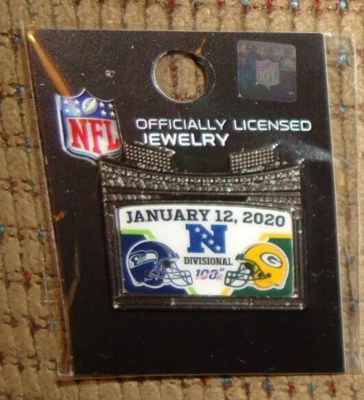 NFL
OFFICIALLY LICENSED
JEWELRY
JANUARY 12, 2020
N
DIVISIONAL
100
G